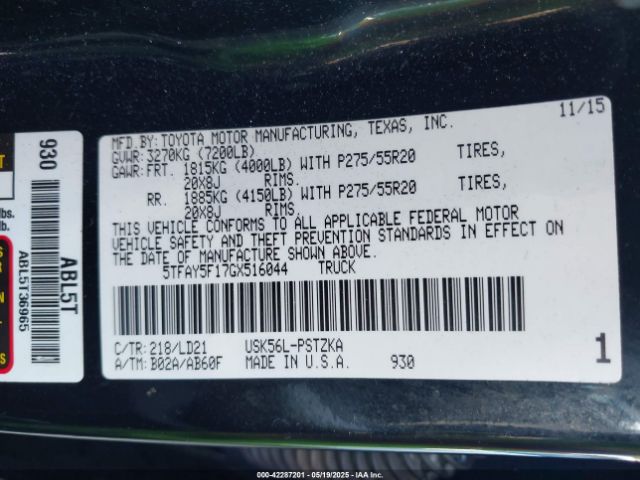 11/15
MFD.BY: TOYOTA MOTOR MANUFACTURING, TEXAS, INC.
GVWR: 3270KG (7200LB)
GAWR: FRT. 1815KG (4000LB) WITH P275/55R20 TIRES,
20X8J RIMS.
RR. 1885KG (4150LB) WITH P275/55R20 TIRES,
20X8J RIMS.
THIS VEHICLE CONFORMS TO ALL APPLICABLE FEDERAL MOTOR
VEHICLE SAFETY AND THEFT PREVENTION STANDARDS IN EFFECT ON
THE DATE OF MANUFACTURE SHOWN ABOVE.
5TFAY5F17GX516044 TRUCK
C/TR: 218/LD21 USK56L-PSTZKA
A/TM: B02A/AB60F MADE IN U.S.A. 930
1
930
ABL5T
ABL5T36965
lbs.
lb.
000-42287201 - 05/19/2025 - IAA Inc.